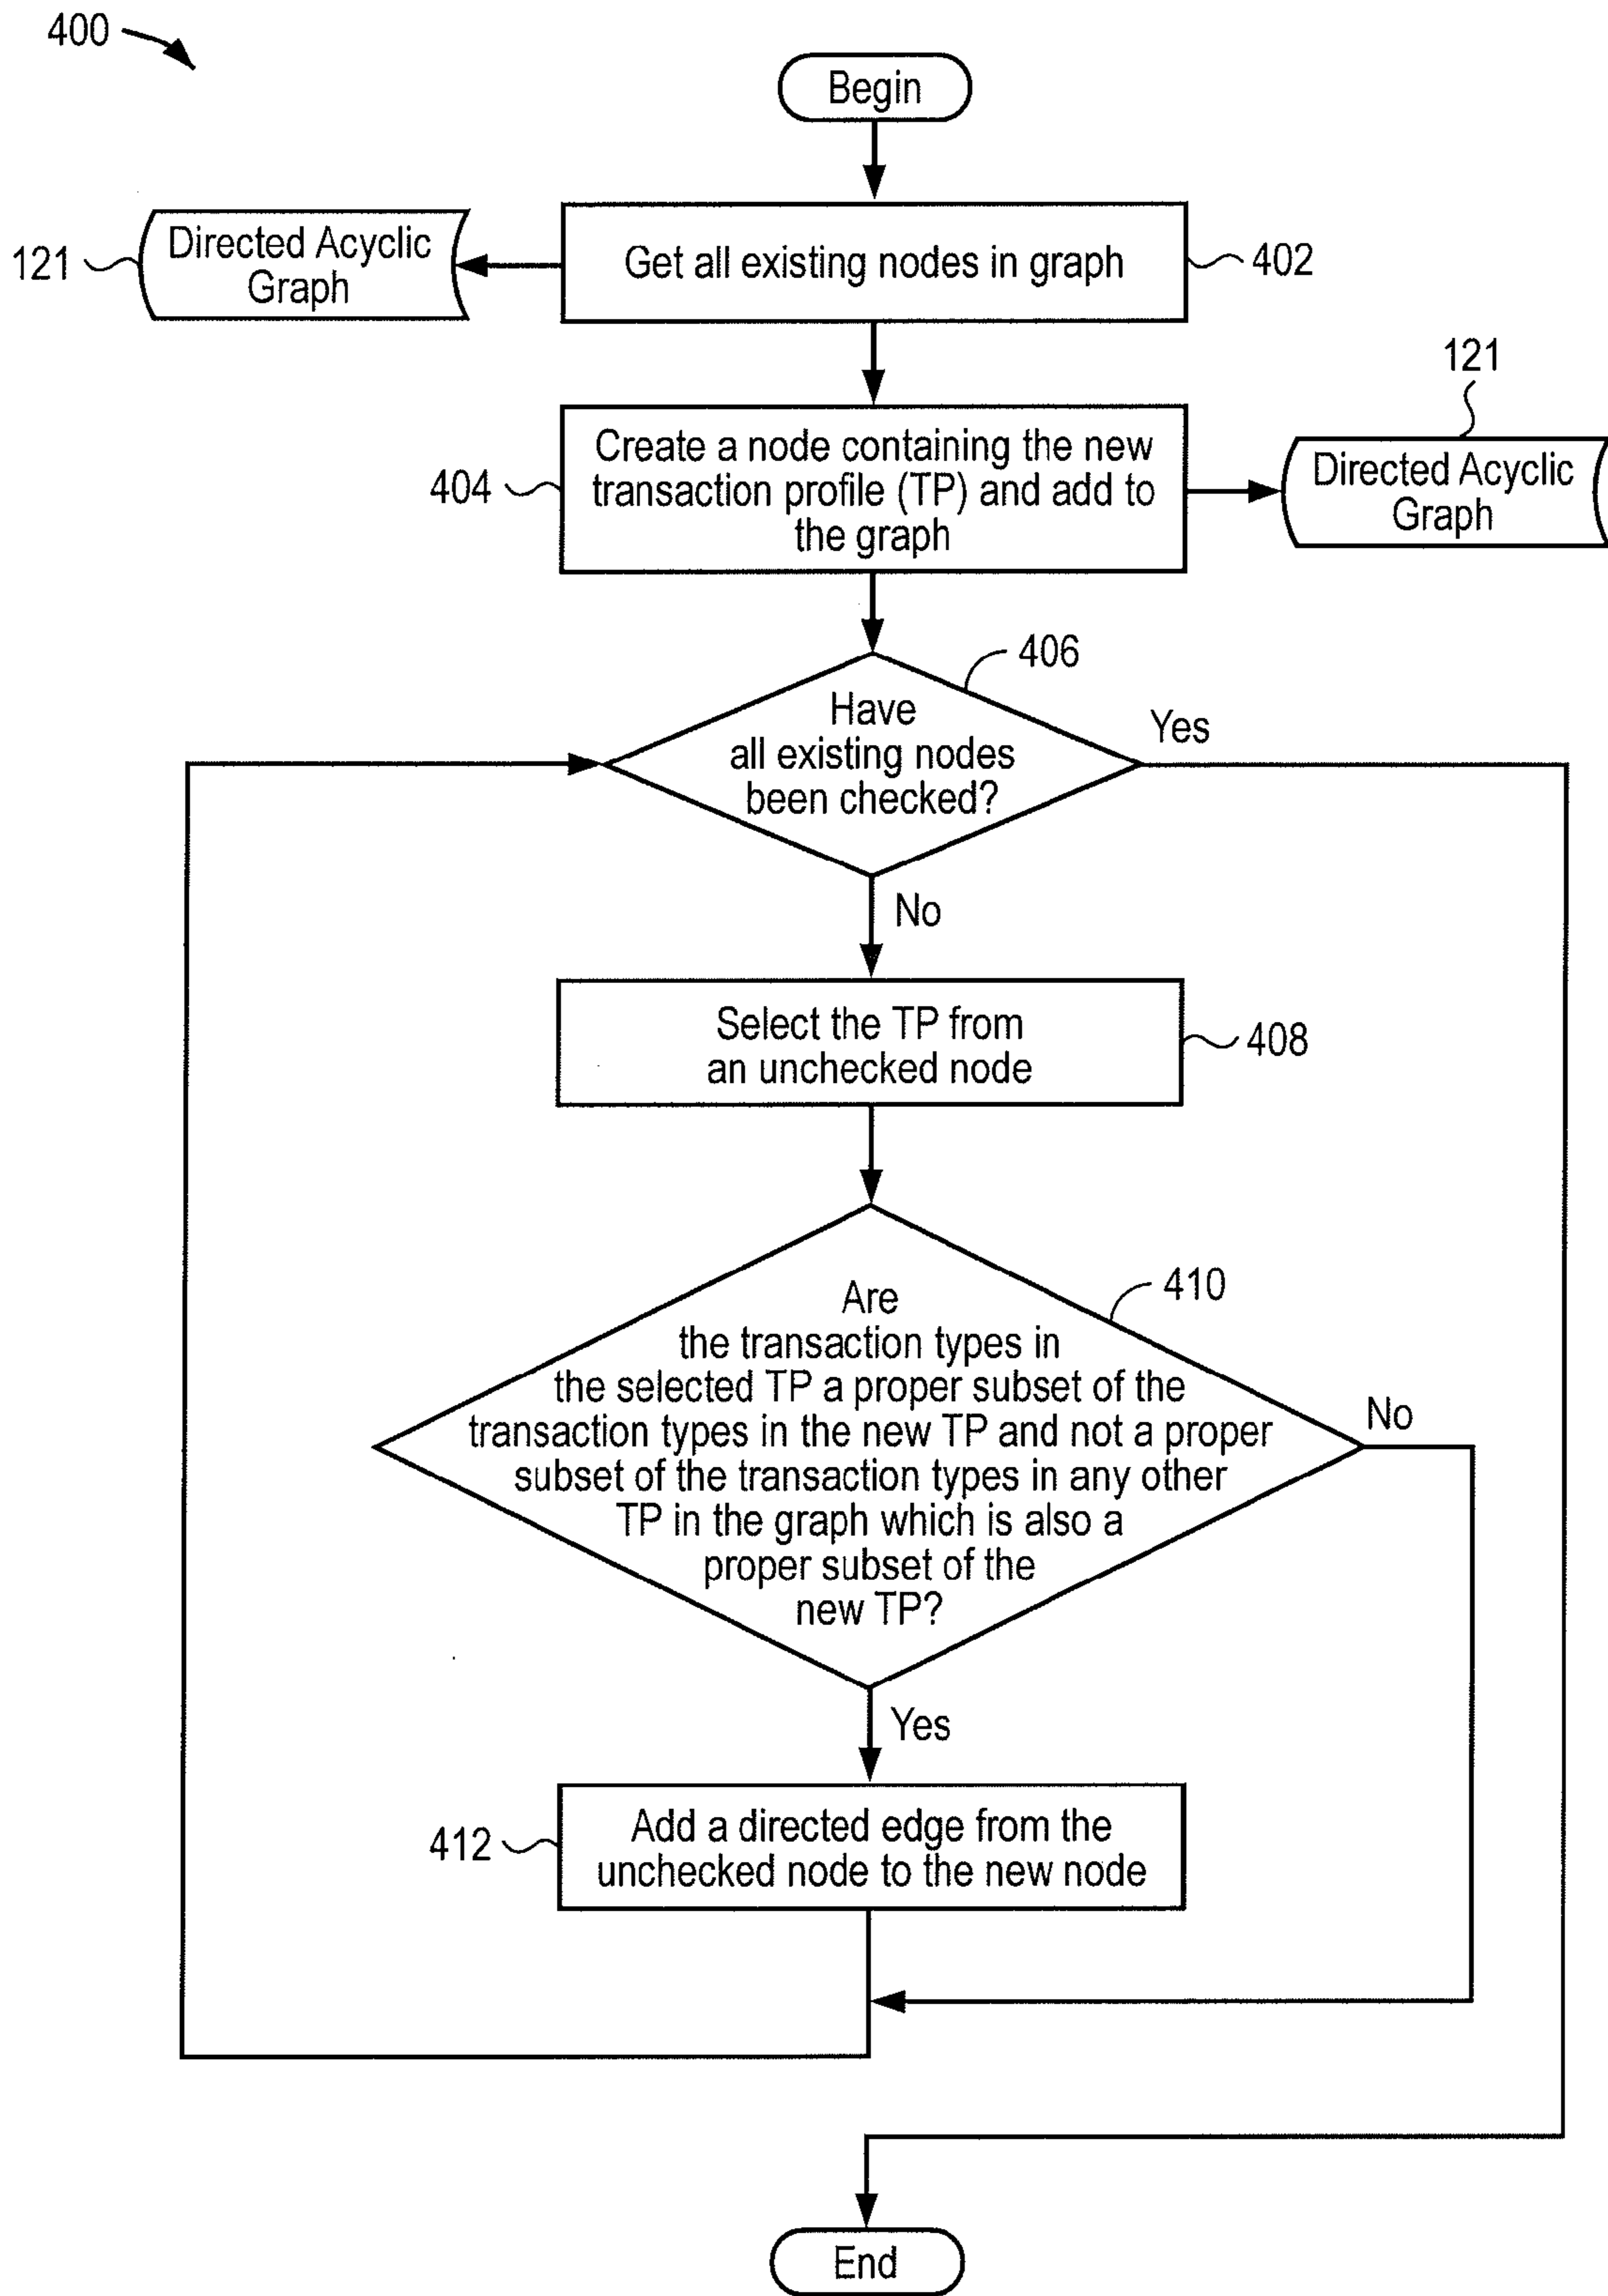 400
Begin
Directed Acyclic
Graph
121
Get all existing nodes in graph
402
121
Create a node containing the new
transaction profile (TP) and add to
the graph
404
Directed Acyclic
Graph
406
Have
all existing nodes
been checked?
Yes
No
Select the TP from
an unchecked node
408
410
Are
the transaction types in
the selected TP a proper subset of the
transaction types in the new TP and not a proper
subset of the transaction types in any other
TP in the graph which is also a
proper subset of the
new TP?
No
Yes
412
Add a directed edge from the
unchecked node to the new node
End